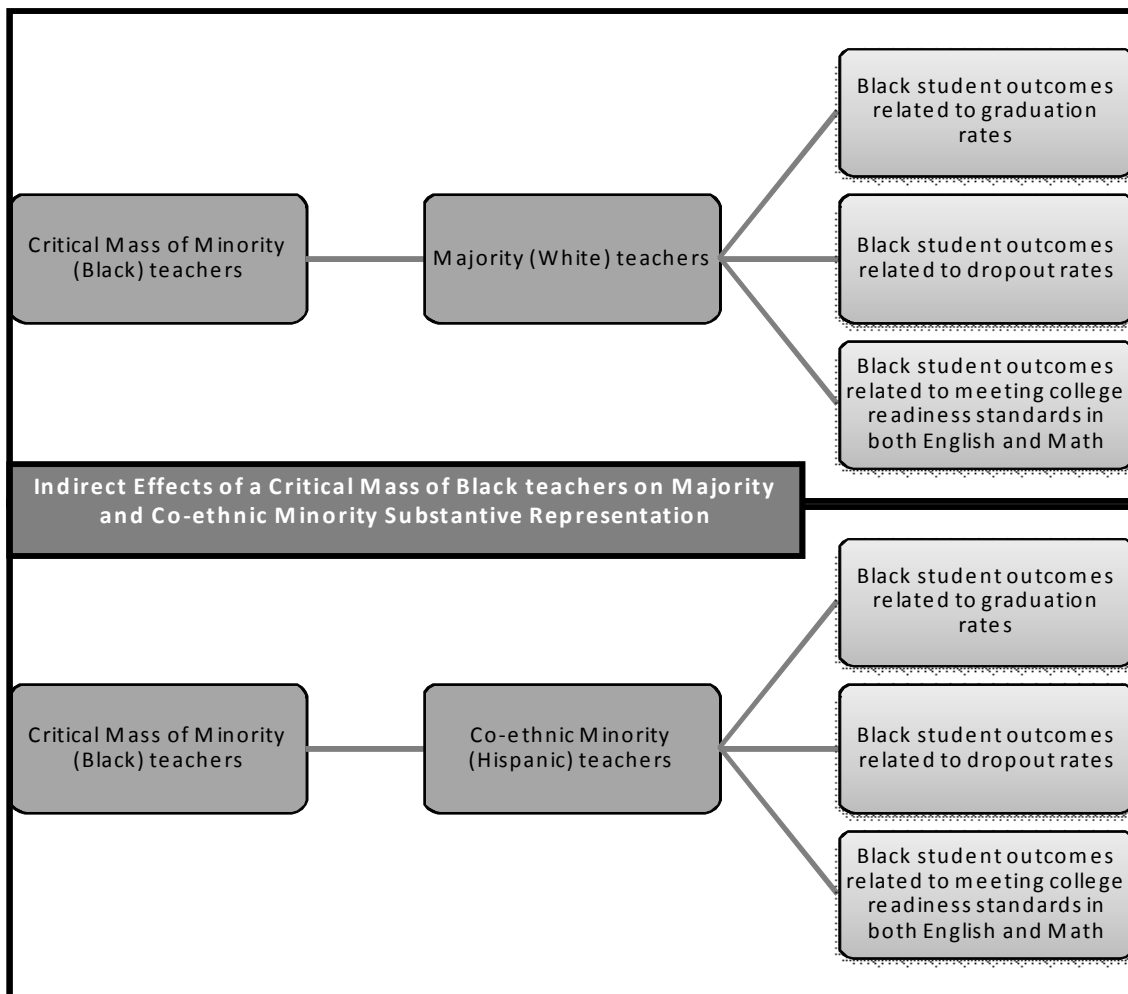 Black student outcomes
related to graduation
rates
Critical Mass of Minority
(Black) teachers
Majority (White) teachers
Black student outcomes
related to dropout rates
Black student outcomes
related to meeting college
readiness standards in
both English and Math
Indirect Effects of a Critical Mass of Black teachers on Majority
and Co-ethnic Minority Substantive Representation
Black student outcomes
related to graduation
rates
Critical Mass of Minority
(Black) teachers
Co-ethnic Minority
(Hispanic) teachers
Black student outcomes
related to dropout rates
Black student outcomes
related to meeting college
readiness standards in
both English and Math